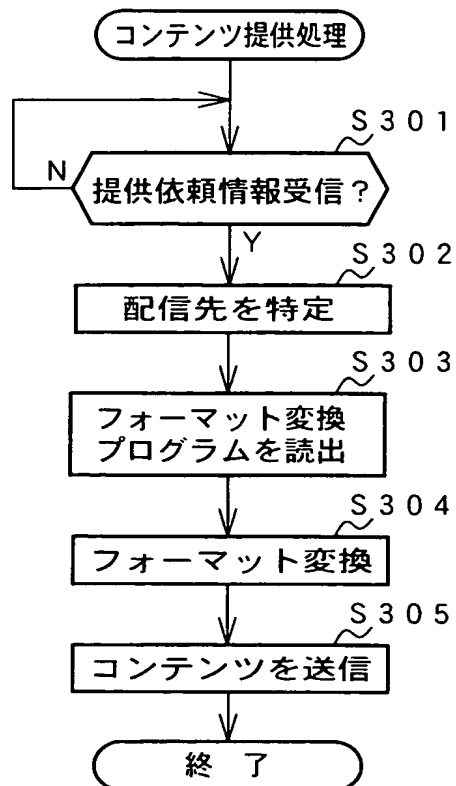 コンテンツ提供処理
S301
N
提供依頼情報受信？
Y
S302
配信先を特定
S303
フォーマット変換
プログラムを読出
S304
フォーマット変換
S305
コンテンツを送信
終了